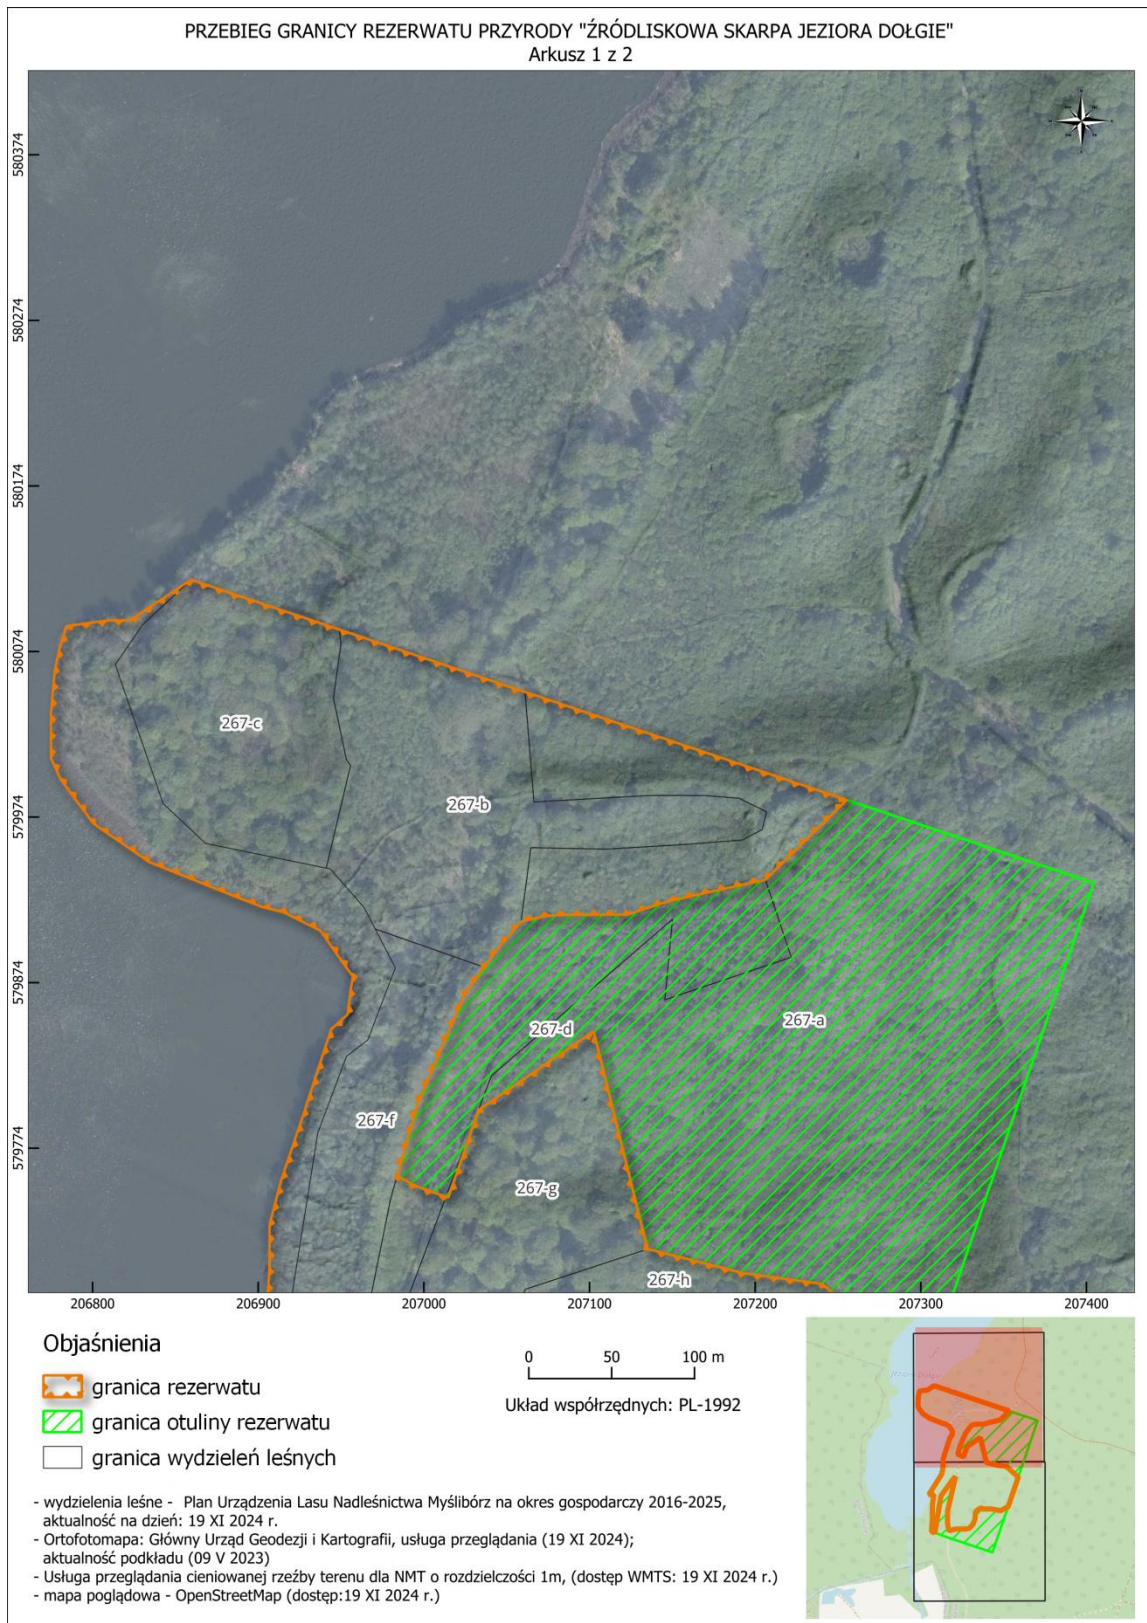 PRZEBIEG GRANICY REZERWATU PRZYRODY "ŹRÓDLISKOWA SKARPA JEZIORA DOŁGIE"
Arkusz 1 z 2
580374
580274
580174
580074
579974
579874
579774
267-c
267-b
267-a
267-d
267-f
267-g
267-h
206800
206900
207000
207100
207200
207300
207400
Objaśnienia
granica rezerwatu
granica otuliny rezerwatu
granica wydzieleń leśnych
0 50 100 m
Układ współrzędnych: PL-1992
- wydzielenia leśne - Plan Urządzenia Lasu Nadleśnictwa Myślibórz na okres gospodarczy 2016-2025,
aktualność na dzień: 19 XI 2024 r.
- Ortofotomapa: Główny Urząd Geodezji i Kartografii, usługa przeglądania (19 XI 2024);
aktualność podkładu (09 V 2023)
- Usługa przeglądania cieniowanej rzeźby terenu dla NMT o rozdzielczości 1m, (dostęp WMTS: 19 XI 2024 r.)
- mapa poglądowa - OpenStreetMap (dostęp:19 XI 2024 r.)